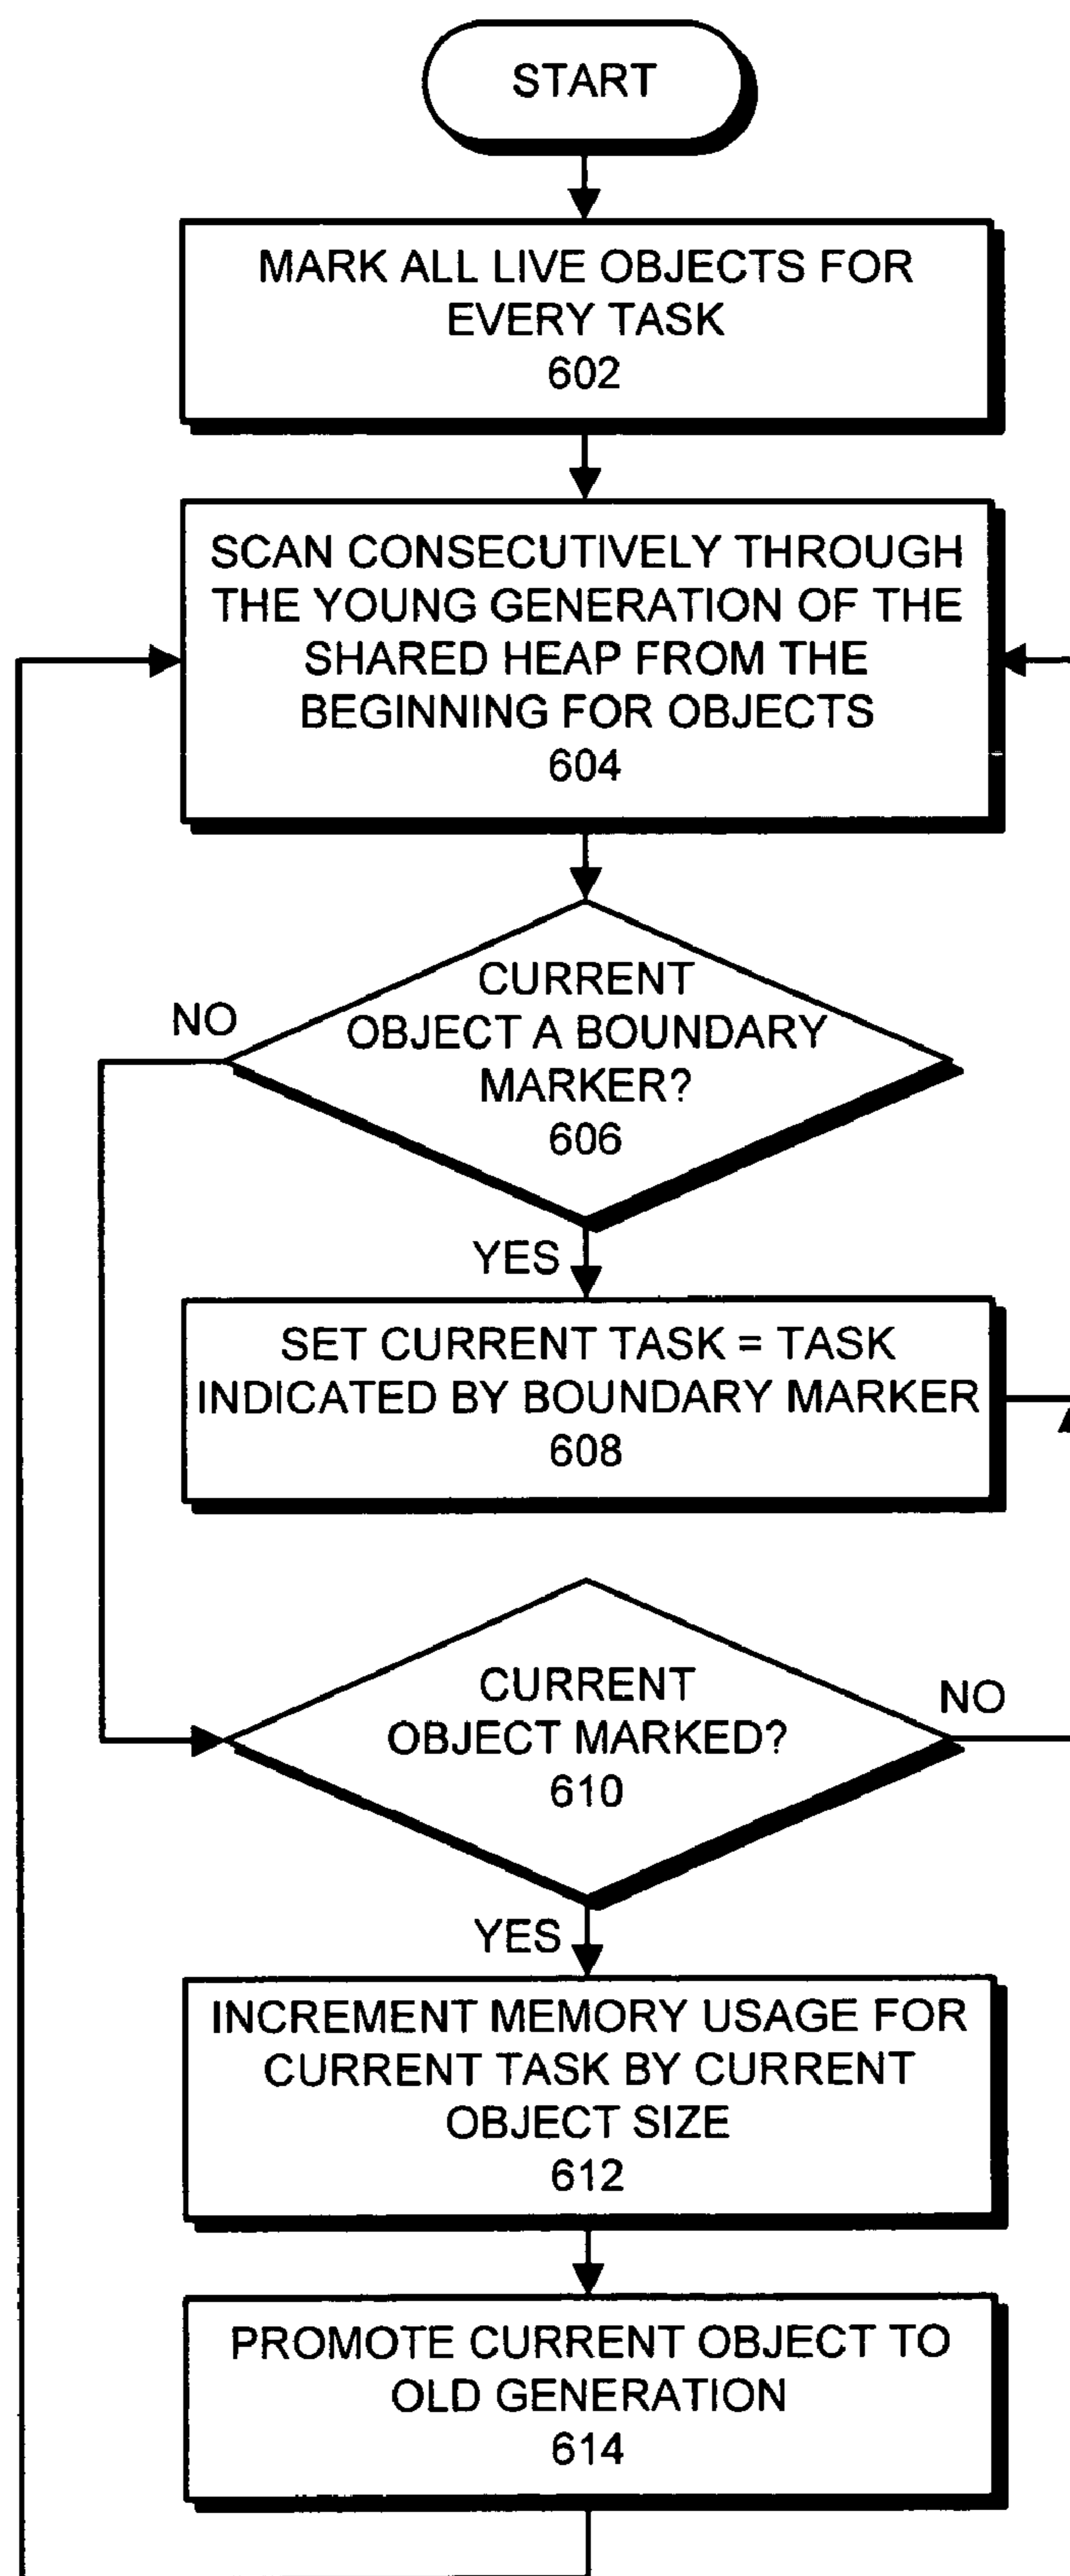 START
MARK ALL LIVE OBJECTS FOR
EVERY TASK
602
SCAN CONSECUTIVELY THROUGH
THE YOUNG GENERATION OF THE
SHARED HEAP FROM THE
BEGINNING FOR OBJECTS
604
CURRENT
OBJECT A BOUNDARY
MARKER?
606
NO
YES
SET CURRENT TASK = TASK
INDICATED BY BOUNDARY MARKER
608
CURRENT
OBJECT MARKED?
610
NO
YES
INCREMENT MEMORY USAGE FOR
CURRENT TASK BY CURRENT
OBJECT SIZE
612
PROMOTE CURRENT OBJECT TO
OLD GENERATION
614